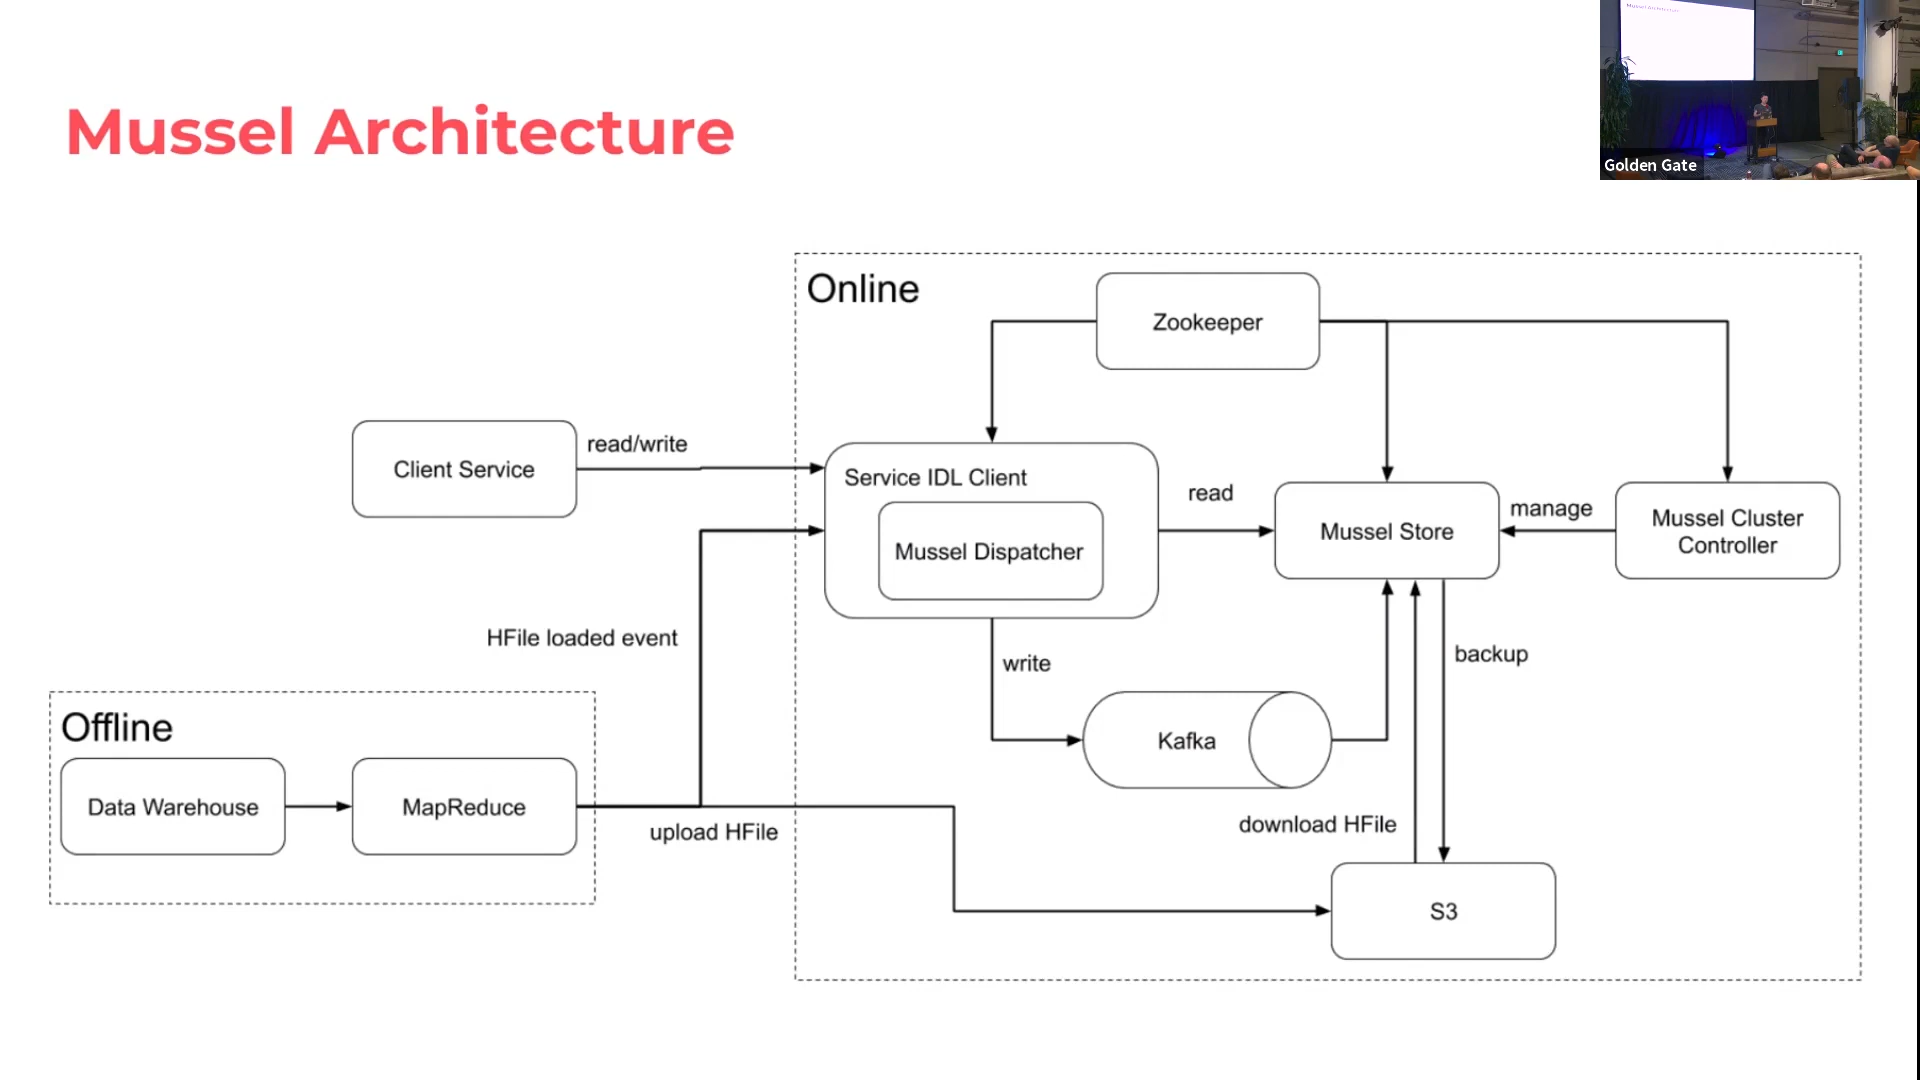 Mussel Architecture
Golden Gate
Online
Zookeeper
Client Service
read/write
Service IDL Client
Mussel Dispatcher
read
Mussel Store
manage
Mussel Cluster
Controller
HFile loaded event
write
backup
Offline
Kafka
Data Warehouse
MapReduce
upload HFile
download HFile
S3